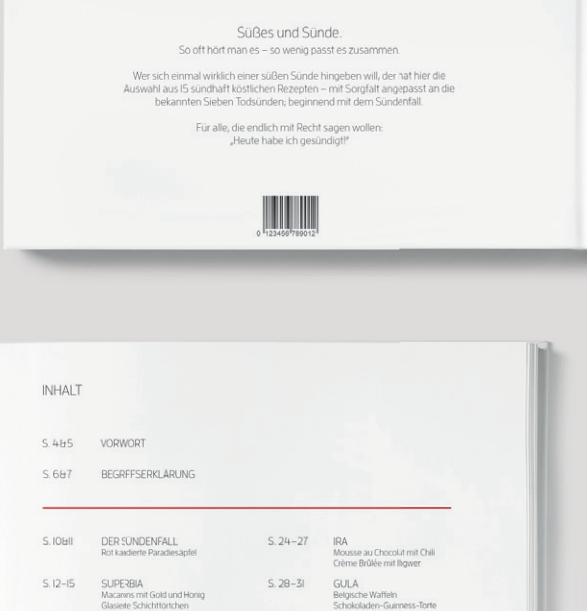 Süßes und Sünde.
So oft hört man es – so wenig passt es zusammen.
Wer sich einmal wirklich einer süßen Sünde hingeben will, der hat hier die
Auswahl aus 15 sündhaft köstlichen Rezepten – mit Sorgfalt angepasst an die
bekannten Sieben Todsünden; beginnend mit dem Sündenfall.
Für alle, die endlich mit Recht sagen wollen:
„Heute habe ich gesündigt!“
0 123456 789012
INHALT
S. 4&5 VORWORT
S. 6&7 BEGRFFSERKLÄRUNG
S. 10&11 DER SÜNDENFALL
Rot kandierte Paradiesäpfel
S. 12–15 SUPERBIA
Macarons mit Gold und Honig
Glasierte Schichttörtchen
S. 24–27 IRA
Mousse au Chocolat mit Chili
Crème Brûlée mit Ingwer
S. 28–31 GULA
Belgische Waffeln
Schokoladen-Guinness-Torte